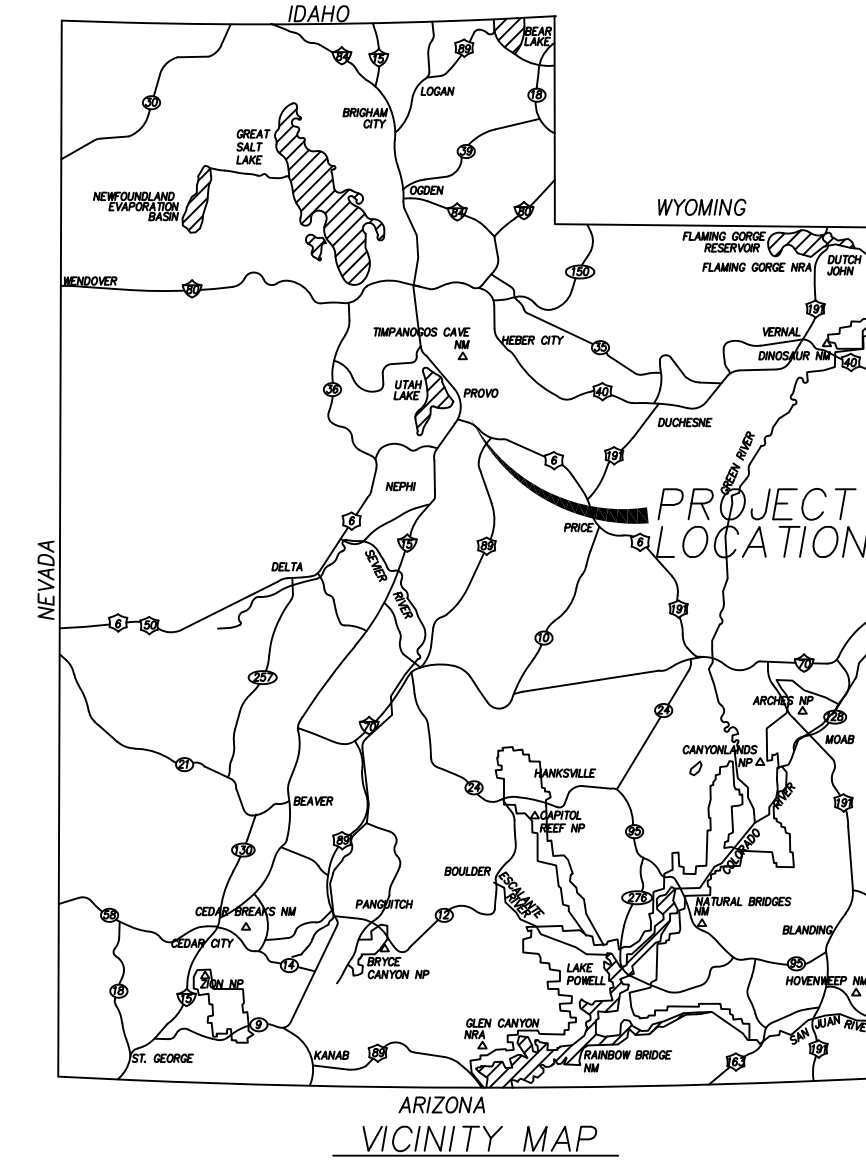 IDAHO
BEAR
LAKE
84
15
89
30
LOGAN
18
BRIGHAM
CITY
GREAT
SALT
LAKE
39
OGDEN
NEWFOUNDLAND
EVAPORATION
BASIN
84
80
WYOMING
FLAMING GORGE
RESERVOIR
DUTCH
JOHN
FLAMING GORGE NRA
150
WENDOVER
80
191
TIMPANOGOS CAVE
NM
HEBER CITY
35
VERNAL
DINOSAUR NM
40
36
UTAH
LAKE
PROVO
40
DUCHESNE
GREEN RIVER
6
191
NEPHI
PROJECT
LOCATION
6
PRICE
6
15
89
NEVADA
DELTA
SEVIER
RIVER
191
6
50
10
70
257
24
ARCHES NP
128
70
MOAB
CANYONLANDS
NP
21
HANKSVILLE
24
RIVER
191
BEAVER
CAPITOL
REEF NP
95
COLORADO
130
89
BOULDER
ESCALANTE
RIVER
276
NATURAL BRIDGES
NM
PANGUITCH
58
CEDAR BREAKS NM
12
BLANDING
CEDAR CITY
14
BRYCE
CANYON NP
95
LAKE
POWELL
HOVENWEEP NM
18
ZION NP
15
9
GLEN CANYON
NRA
SAN JUAN RIVE
ST. GEORGE
KANAB
89
RAINBOW BRIDGE
NM
163
191
ARIZONA
VICINITY MAP